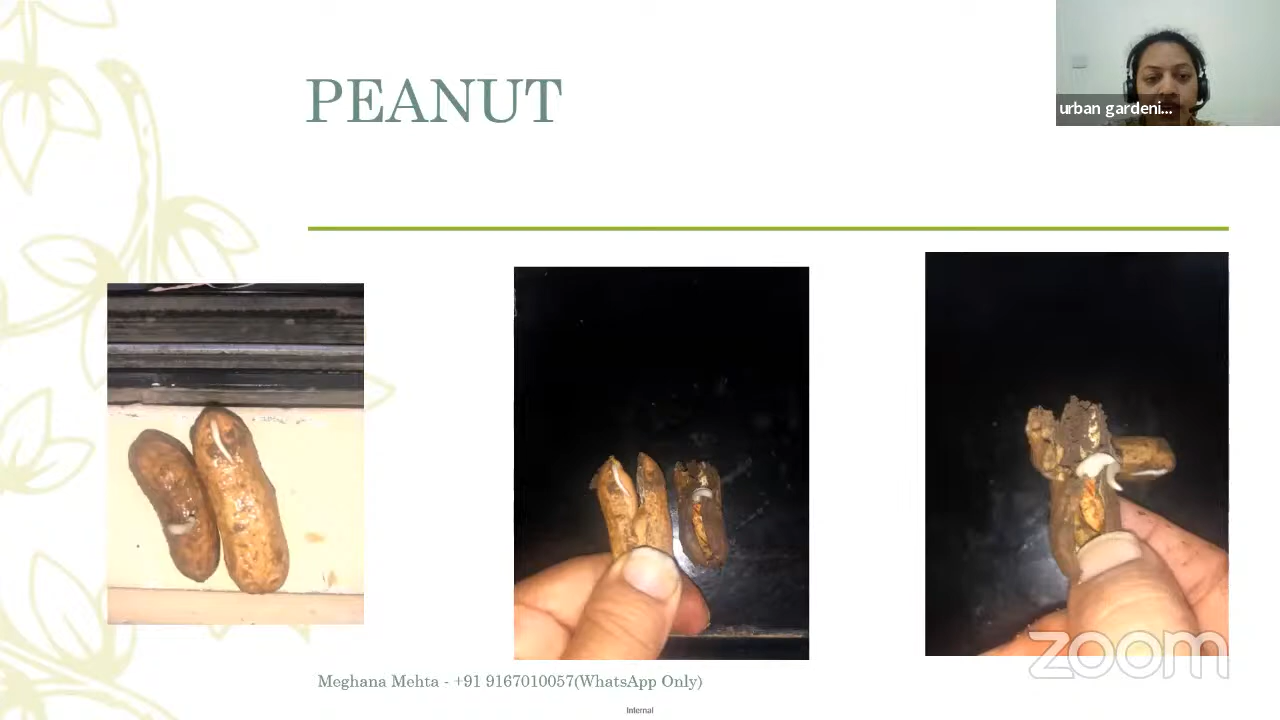 PEANUT
urban gardeni...
zoom
Meghana Mehta - +91 9167010057(WhatsApp Only)
Internal